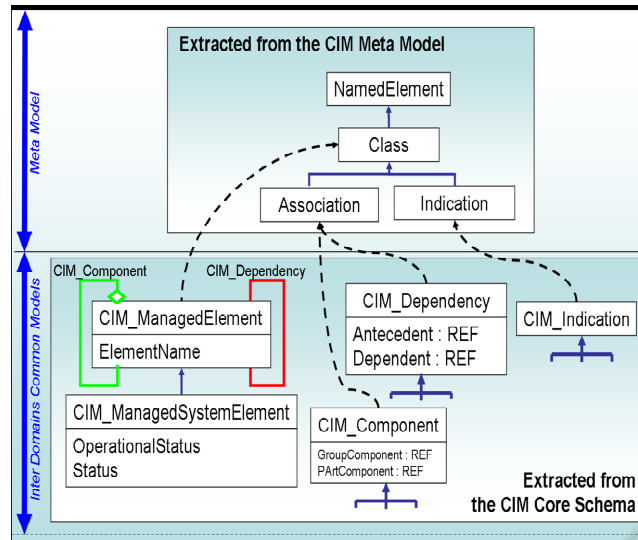 Extracted from the CIM Meta Model
NamedElement
Class
Association
Indication
Meta Model
CIM_Component
CIM_Dependency
CIM_ManagedElement
ElementName
CIM_ManagedSystemElement
OperationalStatus
Status
CIM_Dependency
Antecedent : REF
Dependent : REF
CIM_Component
GroupComponent : REF
PArtComponent : REF
CIM_Indication
Inter Domains Common Models
Extracted from
the CIM Core Schema